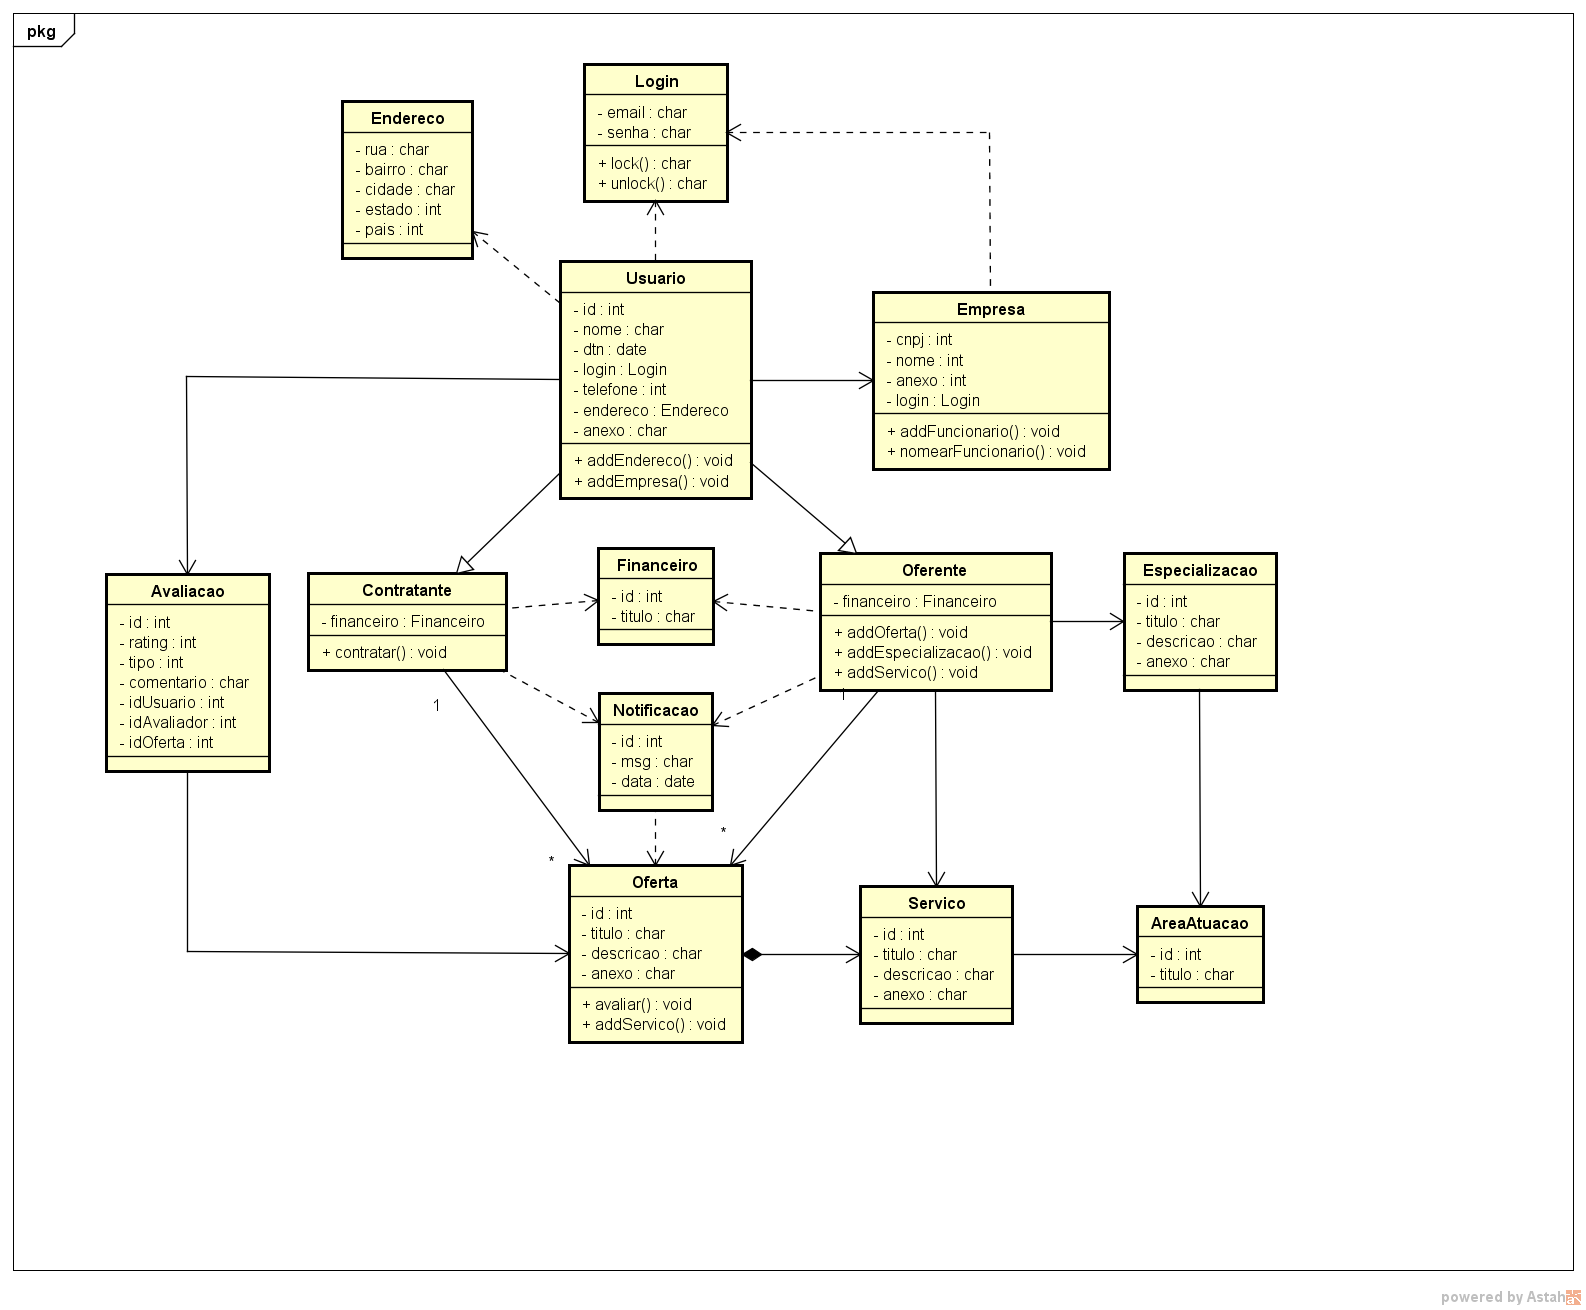 pkg
Login
- email : char
- senha : char
+ lock() : char
+ unlock() : char
Endereco
- rua : char
- bairro : char
- cidade : char
- estado : int
- pais : int
Usuario
- id : int
- nome : char
- dtn : date
- login : Login
- telefone : int
- endereco : Endereco
- anexo : char
+ addEndereco() : void
+ addEmpresa() : void
Empresa
- cnpj : int
- nome : int
- anexo : int
- login : Login
+ addFuncionario() : void
+ nomearFuncionario() : void
Avaliacao
- id : int
- rating : int
- tipo : int
- comentario : char
- idUsuario : int
- idAvaliador : int
- idOferta : int
Contratante
- financeiro : Financeiro
+ contratar() : void
Financeiro
- id : int
- titulo : char
Oferente
- financeiro : Financeiro
+ addOferta() : void
+ addEspecializacao() : void
+ addServico() : void
Especializacao
- id : int
- titulo : char
- descricao : char
- anexo : char
1
1
Notificacao
- id : int
- msg : char
- data : date
*
*
Oferta
- id : int
- titulo : char
- descricao : char
- anexo : char
+ avaliar() : void
+ addServico() : void
Servico
- id : int
- titulo : char
- descricao : char
- anexo : char
AreaAtuacao
- id : int
- titulo : char
powered by Astah